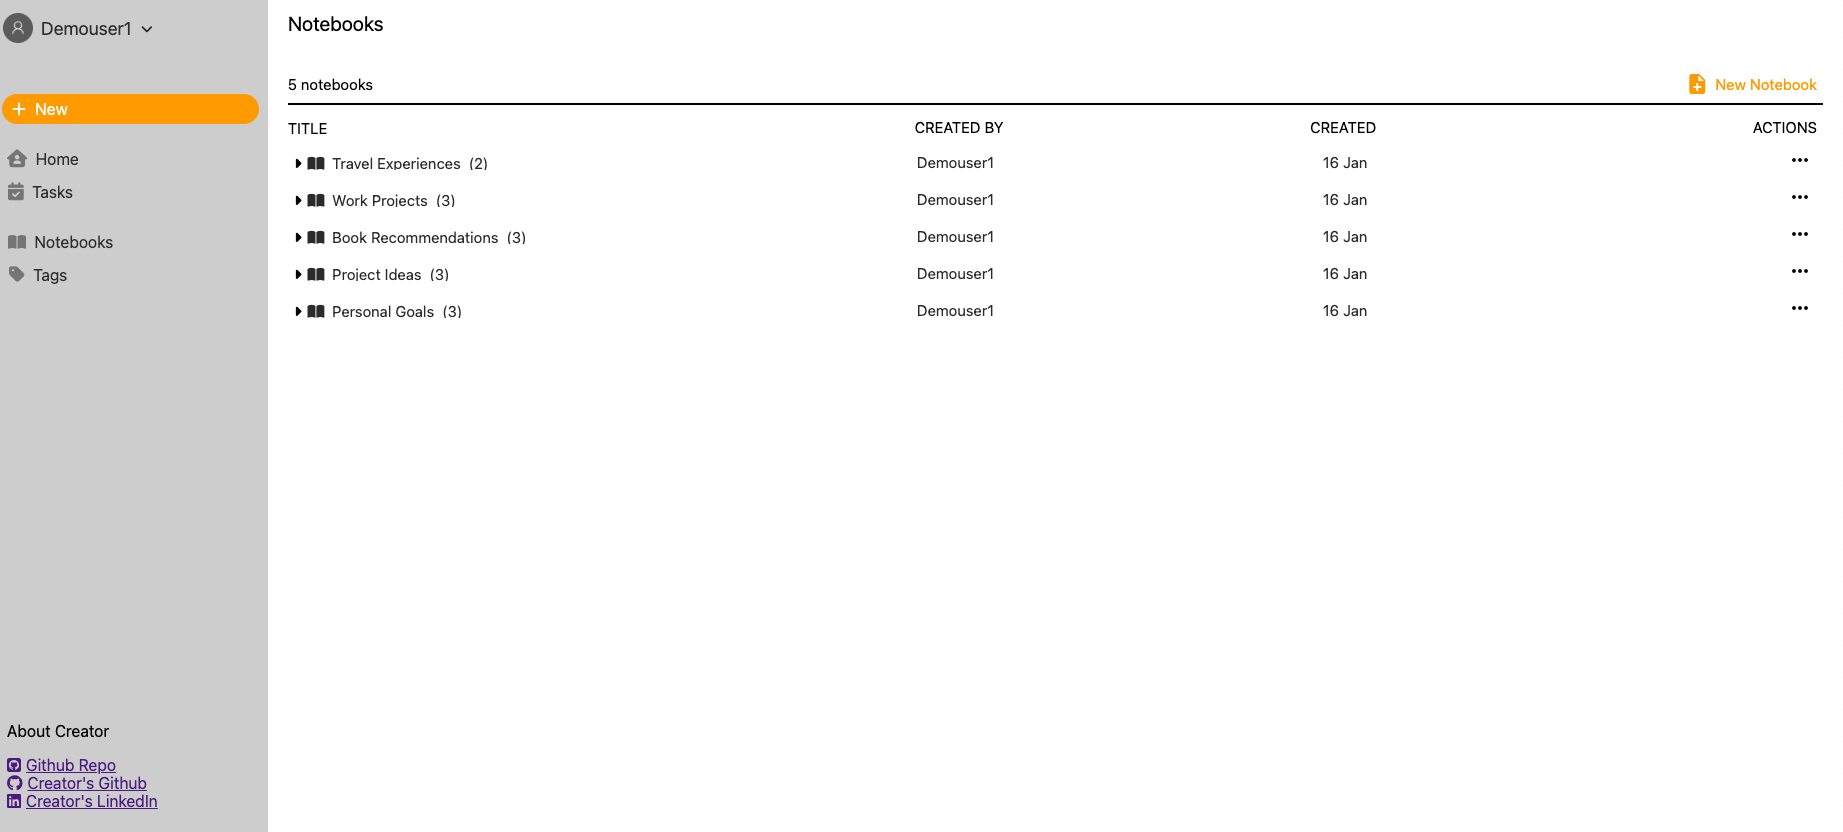 Demouser1
New
Home
Tasks
Notebooks
Tags
About Creator
Github Repo
Creator's Github
Creator's LinkedIn
Notebooks
5 notebooks
New Notebook
TITLE CREATED BY CREATED ACTIONS
Travel Experiences (2) Demouser1 16 Jan
Work Projects (3) Demouser1 16 Jan
Book Recommendations (3) Demouser1 16 Jan
Project Ideas (3) Demouser1 16 Jan
Personal Goals (3) Demouser1 16 Jan